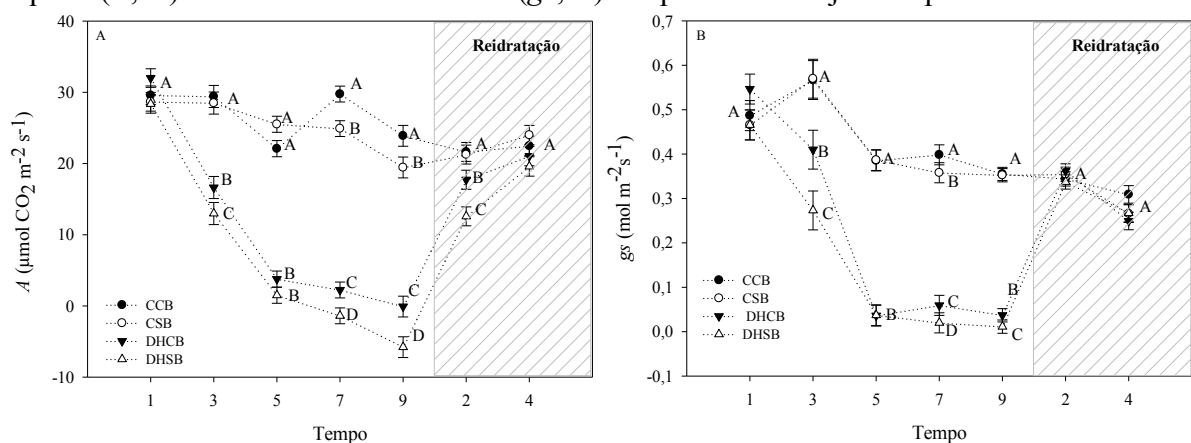 A
Reidratação
40
30
20
10
0
-10
A (µmol CO2 m-2 s-1)
A
A
A
A
B
A
B
A
A
B
C
B
B
C
D
C
D
B
C
CCB
CSB
DHCB
DHSB
1 3 5 7 9 2 4
Tempo
B
Reidratação
0,7
0,6
0,5
0,4
0,3
0,2
0,1
0,0
-0,1
gs (mol m-2 s-1)
A
A
A
A
B
A
A
A
B
C
B
C
D
B
C
CCB
CSB
DHCB
DHSB
1 3 5 7 9 2 4
Tempo